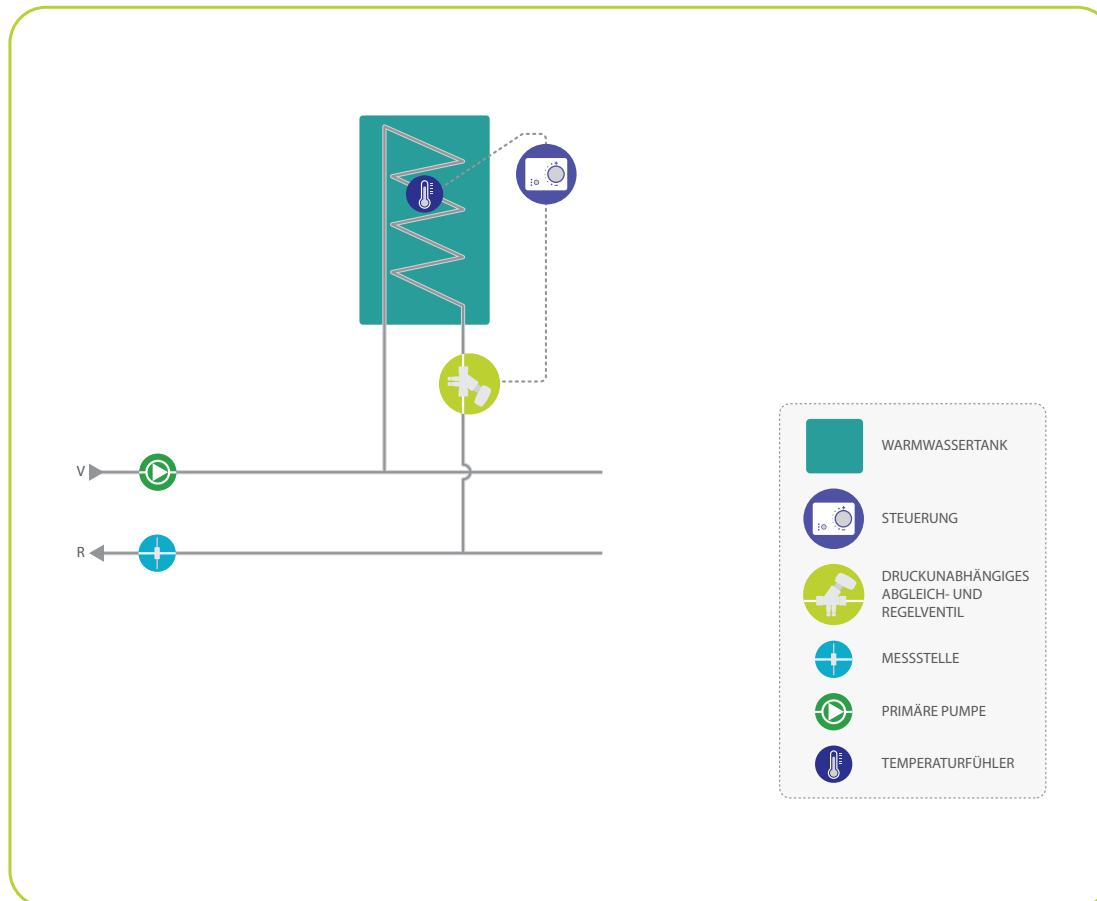 V
R
WARMWASSERTANK
STEUERUNG
DRUCKUNABHÄNGIGES
ABGLEICH- UND
REGELVENTIL
MESSSTELLE
PRIMÄRE PUMPE
TEMPERATURFÜHLER